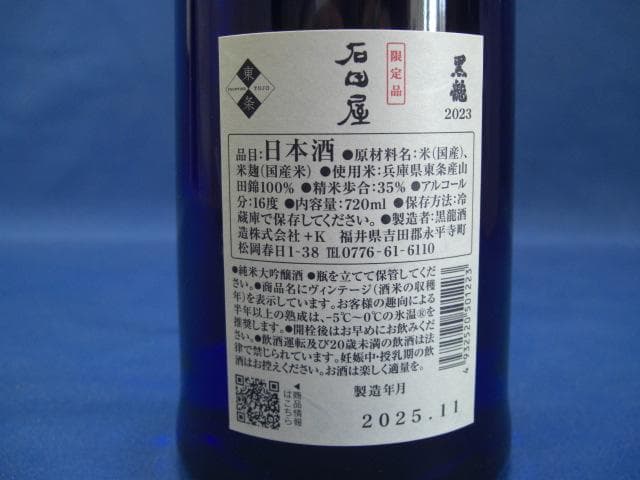 黒龍
2023
限定品
石田屋
東条
TOJO
品目:日本酒 ●原材料名:米(国産)、
米麹(国産米) ●使用米:兵庫県東条産山
田錦100% ●精米歩合:35% ●アルコール
分:16度 ●内容量:720ml ●保存方法:冷
蔵庫で保存してください。 ●製造者:黒龍酒
造株式会社+K 福井県吉田郡永平寺町
松岡春日1-38 TEL0776-61-6110
●純米大吟醸酒 ●瓶を立てて保管してくだ
さい。●商品名にヴィンテージ(酒米の収穫
年)を表示しています。お客様の趣向による
半年以上の熟成は、-5℃~0℃の氷温®を
推奨します。 ●開栓後はお早めにお飲みくだ
さい。●飲酒運転及び20歳未満の飲酒は法
律で禁じられています。妊娠中・授乳期の飲
酒はお控えください。お酒は楽しく適量を。
◀商品情報
はこちら
製造年月
2025.11
4 932520 501223